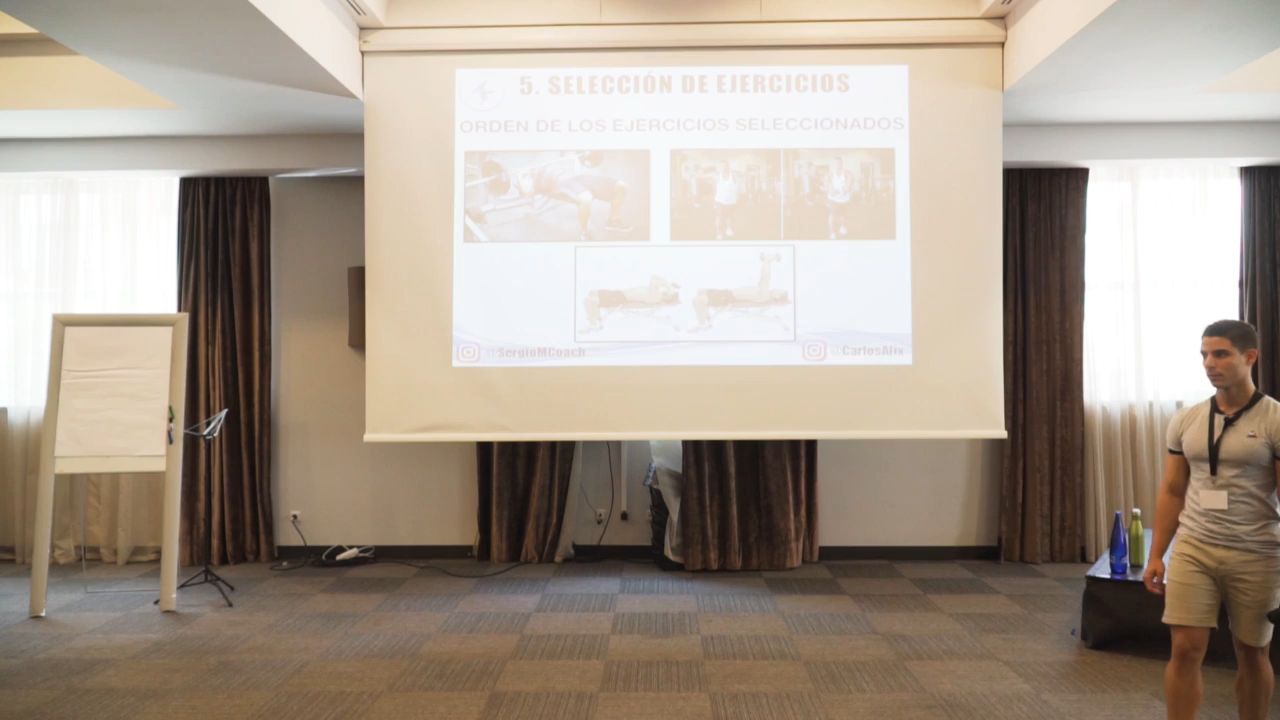 5. SELECCIÓN DE EJERCICIOS
ORDEN DE LOS EJERCICIOS SELECCIONADOS
@SergioMCoach
@CarlosAlix